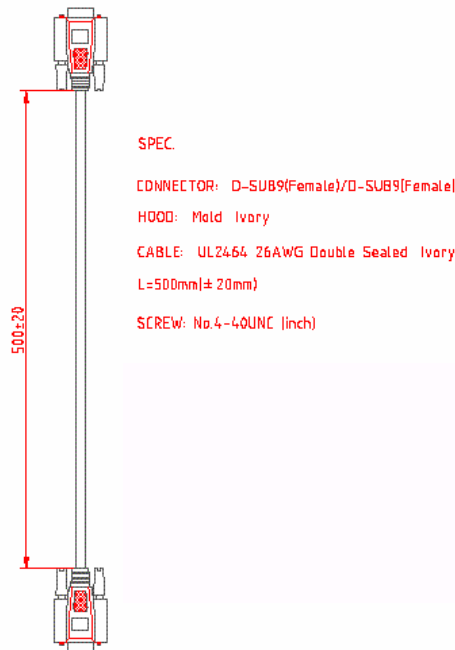 SPEC.
CONNECTOR: D-SUB9(Female)/D-SUB9(Female)
HOOD: Mold Ivory
CABLE: UL2464 26AWG Double Sealed Ivory
L=500mm(±20mm)
SCREW: No.4-40UNC (inch)
500±20